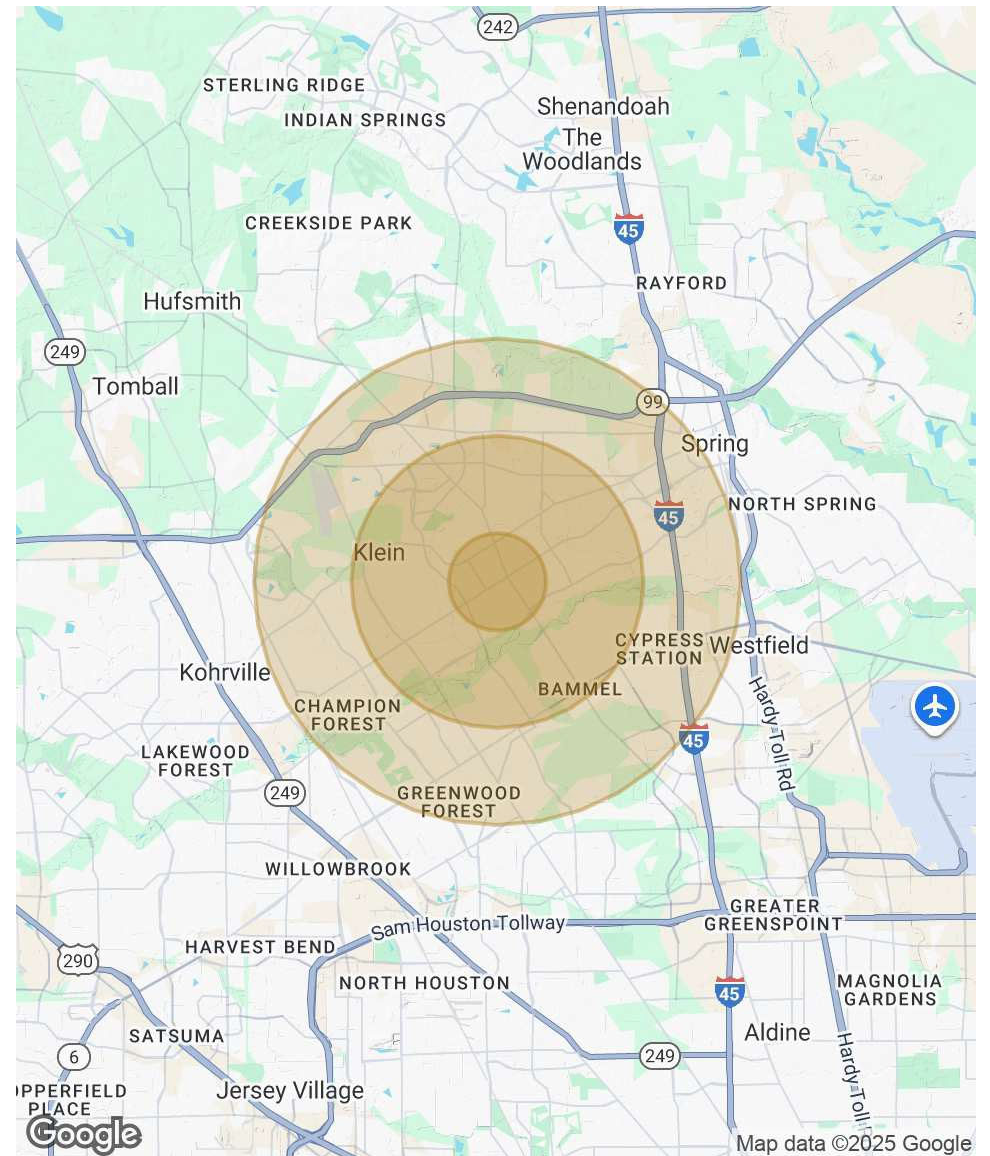 242
STERLING RIDGE
Shenandoah
INDIAN SPRINGS
The
Woodlands
CREEKSIDE PARK
45
RAYFORD
Hufsmith
249
Tomball
99
Spring
NORTH SPRING
45
Klein
CYPRESS
STATION
Westfield
Kohrville
BAMMEL
CHAMPION
FOREST
Hardy Toll Rd
45
LAKEWOOD
FOREST
249
GREENWOOD
FOREST
WILLOWBROOK
GREATER
GREENSPOINT
Sam Houston Tollway
HARVEST BEND
290
NORTH HOUSTON
MAGNOLIA
GARDENS
45
SATSUMA
Aldine
6
249
Hardy Toll R
OPPERFIELD
PLACE
Jersey Village
Google
Map data ©2025 Google